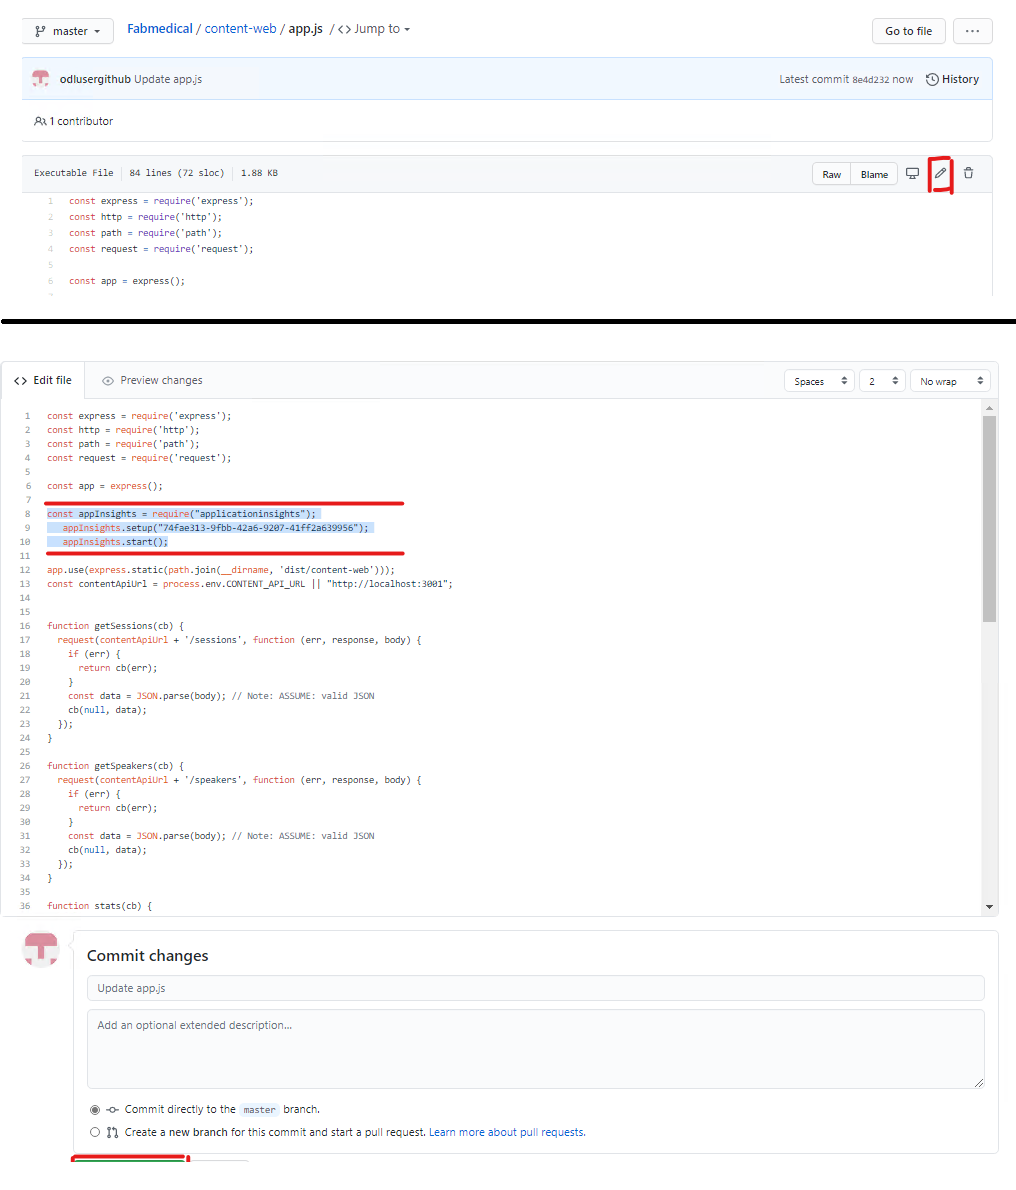 master
Fabmedical / content-web / app.js / <> Jump to
Go to file
...
odlusergithub Update app.js
Latest commit 8e4d232 now
History
1 contributor
Executable File
84 lines (72 sloc)
1.88 KB
Raw
Blame
1 const express = require('express');
2 const http = require('http');
3 const path = require('path');
4 const request = require('request');
5
6 const app = express();
<> Edit file
Preview changes
Spaces
2
No wrap
1 const express = require('express');
2 const http = require('http');
3 const path = require('path');
4 const request = require('request');
5
6 const app = express();
7
8 const appInsights = require("applicationinsights");
9 appInsights.setup("74fae313-9fbb-42a6-9207-41ff2a639956");
10 appInsights.start();
11
12 app.use(express.static(path.join(__dirname, 'dist/content-web')));
13 const contentApiUrl = process.env.CONTENT_API_URL || "http://localhost:3001";
14
15
16 function getSessions(cb) {
17 request(contentApiUrl + '/sessions', function (err, response, body) {
18 if (err) {
19 return cb(err);
20 }
21 const data = JSON.parse(body); // Note: ASSUME: valid JSON
22 cb(null, data);
23 });
24 }
25
26 function getSpeakers(cb) {
27 request(contentApiUrl + '/speakers', function (err, response, body) {
28 if (err) {
29 return cb(err);
30 }
31 const data = JSON.parse(body); // Note: ASSUME: valid JSON
32 cb(null, data);
33 });
34 }
35
36 function stats(cb) {
Commit changes
Update app.js
Add an optional extended description...
Commit directly to the master branch.
Create a new branch for this commit and start a pull request. Learn more about pull requests.